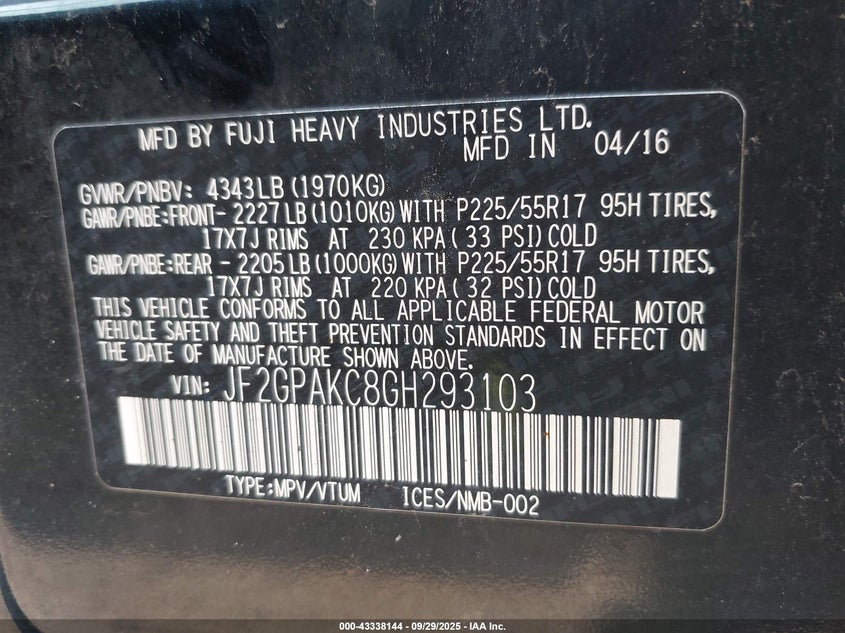 MFD BY FUJI HEAVY INDUSTRIES LTD.
MFD IN 04/16
GVWR/PNBV: 4343LB (1970KG)
GAWR/PNBE:FRONT- 2227LB (1010KG) WITH P225/55R17 95H TIRES,
17X7J RIMS AT 230 KPA ( 33 PSI) COLD
GAWR/PNBE:REAR - 2205LB (1000KG) WITH P225/55R17 95H TIRES,
17X7J RIMS AT 220 KPA ( 32 PSI) COLD
THIS VEHICLE CONFORMS TO ALL APPLICABLE FEDERAL MOTOR
VEHICLE SAFETY AND THEFT PREVENTION STANDARDS IN EFFECT ON
THE DATE OF MANUFACTURE SHOWN ABOVE.
VIN: JF2GPAKC8GH293103
TYPE:MPV/VTUM ICES/NMB-002
000-43338144 - 09/29/2025 - IAA Inc.